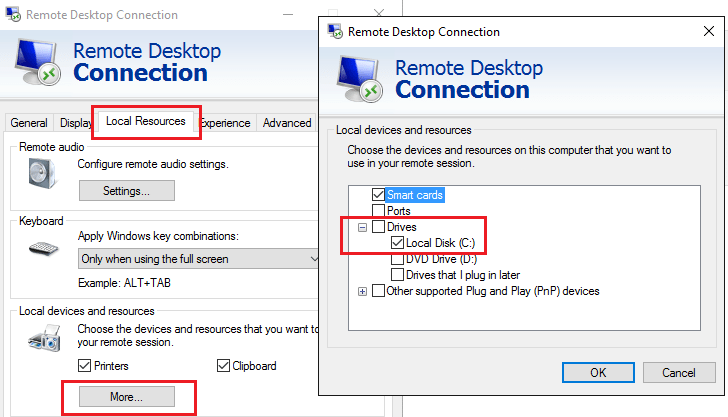 Remote Desktop Connection
Remote Desktop
Connection
General Display Local Resources Experience Advanced
Remote audio
Configure remote audio settings.
Settings...
Keyboard
Apply Windows key combinations:
Only when using the full screen
Example: ALT+TAB
Local devices and resources
Choose the devices and resources that you want to
your remote session.
Printers Clipboard
More...
Remote Desktop Connection
Remote Desktop
Connection
Local devices and resources
Choose the devices and resources on this computer that you want to
use in your remote session.
Smart cards
Ports
Drives
Local Disk (C:)
DVD Drive (D:)
Drives that I plug in later
Other supported Plug and Play (PnP) devices
OK Cancel